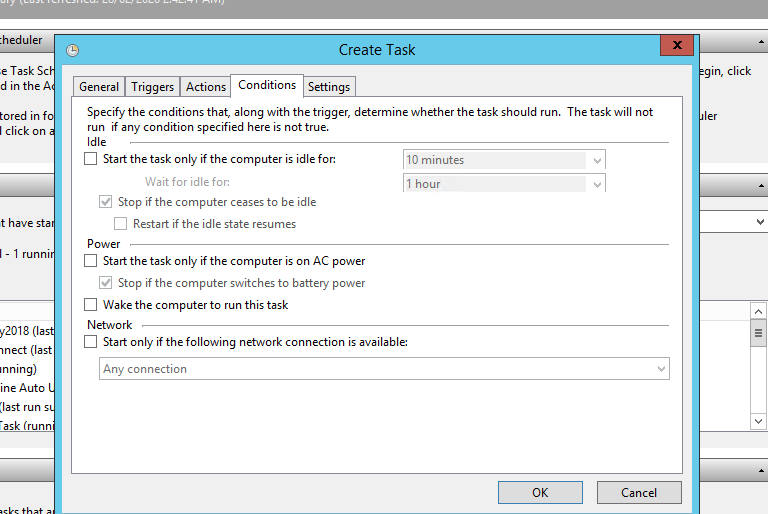 (Last refreshed: 28/02/2020 2:42:41 AM)
cheduler
Create Task
x
General Triggers Actions Conditions Settings
se Task Sch
d in the Ac
egin, click
tored in fo
d click on a
uler
Specify the conditions that, along with the trigger, determine whether the task should run. The task will not
run if any condition specified here is not true.
Idle
Start the task only if the computer is idle for:
10 minutes
Wait for idle for:
1 hour
Stop if the computer ceases to be idle
Restart if the idle state resumes
Power
Start the task only if the computer is on AC power
Stop if the computer switches to battery power
Wake the computer to run this task
Network
Start only if the following network connection is available:
Any connection
at have star
l - 1 runnin
y2018 (last
nnect (last
unning)
ine Auto U
(last run su
Task (runni
OK
Cancel
asks that a